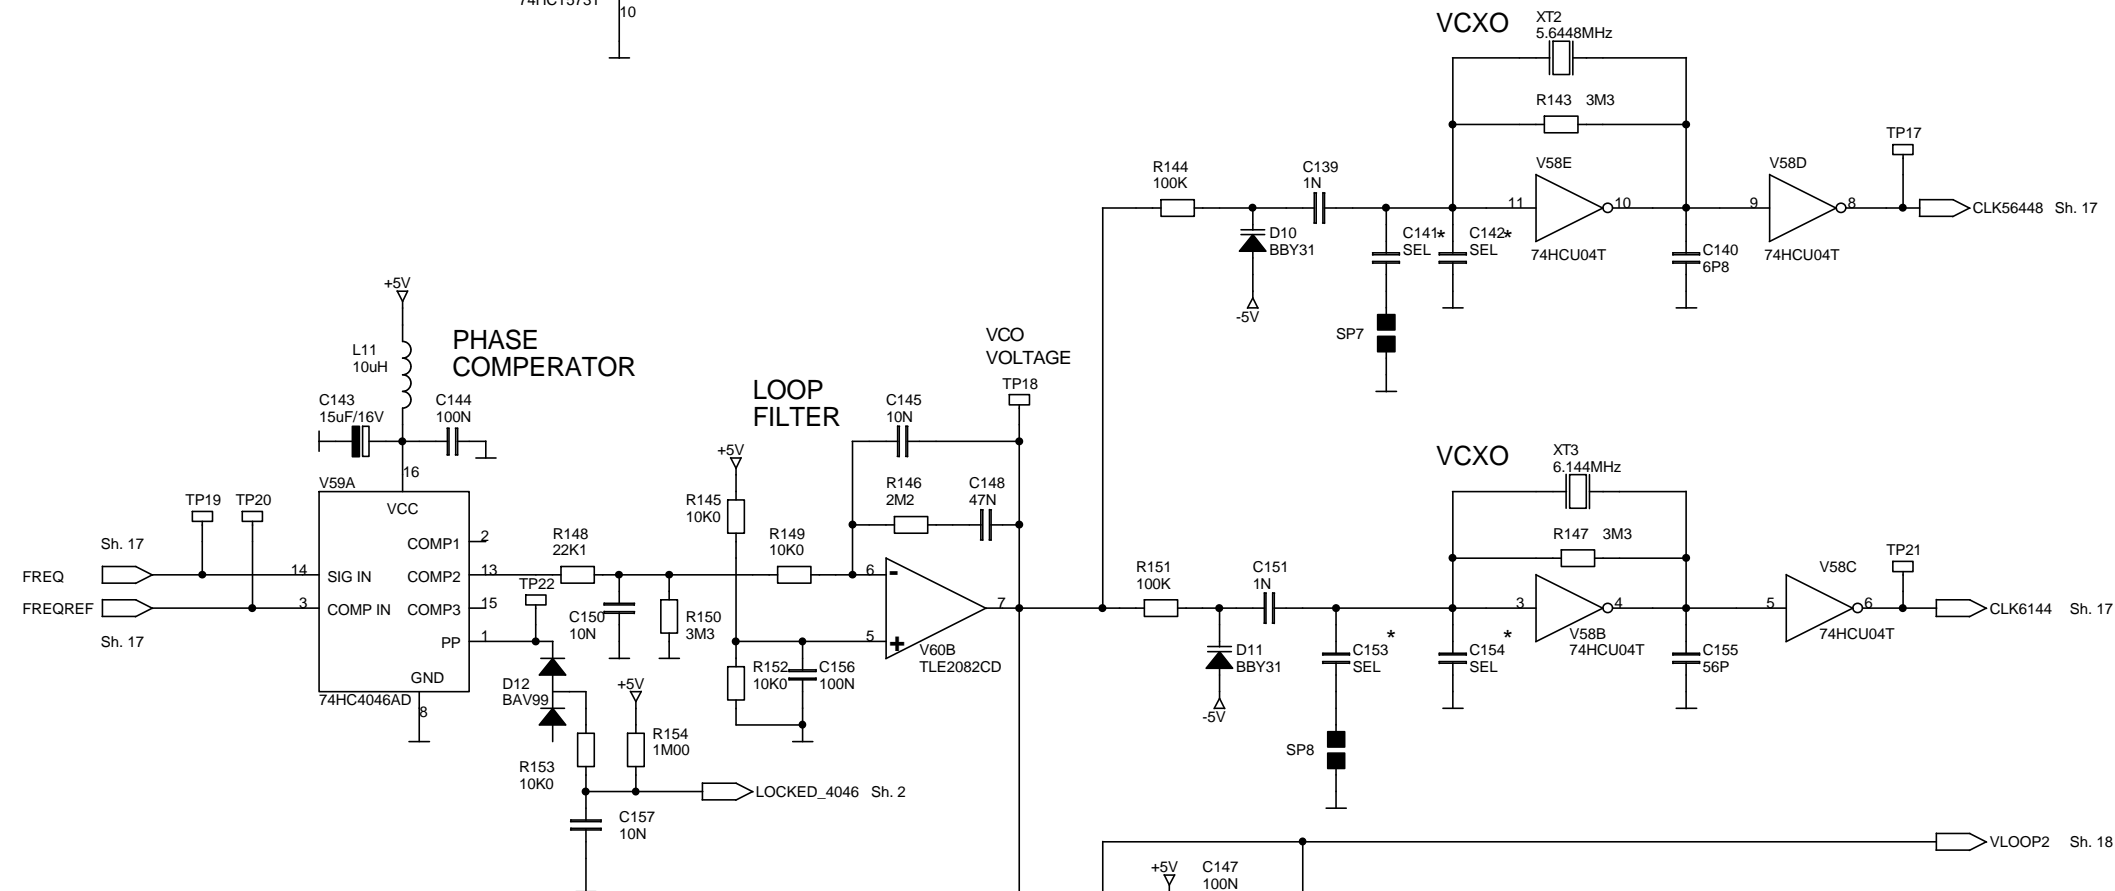 10
VCXO
XT2
5.6448MHz
R143 3M3
TP17
R144
100K
C139
1N
V58E
V58D
11
10
9
8
CLK56448 Sh. 17
D10
BBY31
C141*
SEL
C142*
SEL
74HCU04T
C140
6P8
74HCU04T
-5V
SP7
+5V
L11
10uH
PHASE
COMPERATOR
VCO
VOLTAGE
TP18
LOOP
FILTER
C143
15uF/16V
C144
100N
C145
10N
16
V59A
TP19
TP20
VCC
+5V
R145
10K0
R146
2M2
C148
47N
VCXO
XT3
6.144MHz
R147 3M3
TP21
Sh. 17
COMP1
2
R148
22K1
R149
10K0
FREQ
14
SIG IN
COMP2
13
6
-
R151
100K
C151
1N
V58C
FREQREF
3
COMP IN
COMP3
15
TP22
C150
10N
R150
3M3
7
3
4
5
6
CLK6144 Sh. 17
Sh. 17
PP
1
5
+
V60B
TLE2082CD
D11
BBY31
C153 *
SEL
C154 *
SEL
V58B
74HCU04T
C155
56P
74HCU04T
GND
74HC4046AD
8
D12
BAV99
+5V
R152
10K0
C156
100N
-5V
R154
1M00
R153
10K0
SP8
LOCKED_4046 Sh. 2
C157
10N
VLOOP2 Sh. 18
+5V
C147
100N